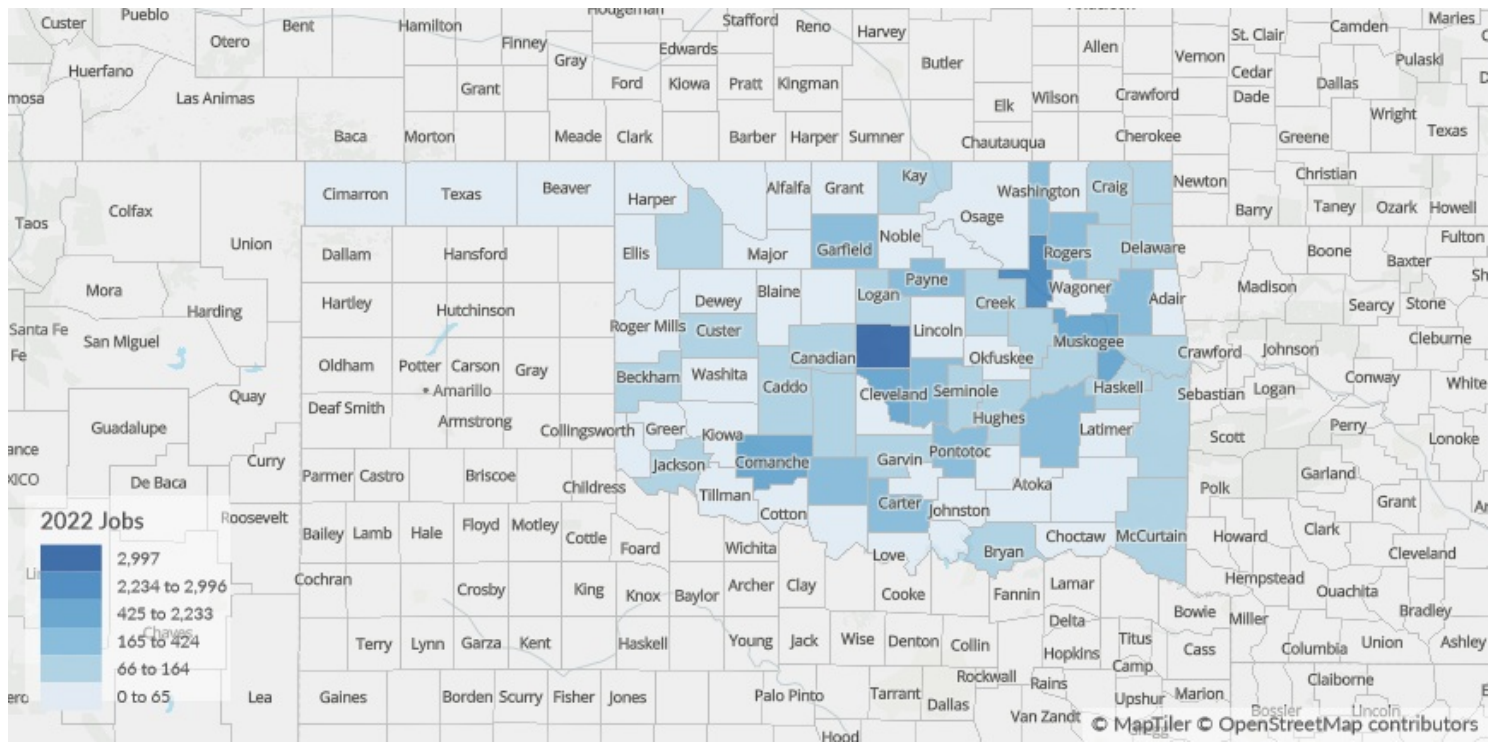 Custer
Pueblo
Bent
Hamilton
Hodgeman
Stafford
Reno
Harvey
Maries
Camden
St. Clair
Otero
Finney
Edwards
Allen
Vernon
Pulaski
Huerfano
Gray
Butler
Cedar
Dallas
Las Animas
Grant
Ford
Kiowa
Pratt
Kingman
Elk
Wilson
Crawford
Dade
Wright
Baca
Morton
Meade
Clark
Barber
Harper
Sumner
Chautauqua
Cherokee
Greene
Texas
Cimarron
Texas
Beaver
Harper
Alfalfa
Grant
Kay
Washington
Craig
Newton
Christian
Taos
Colfax
Osage
Barry
Taney
Ozark
Howell
Union
Dallam
Hansford
Ellis
Major
Garfield
Noble
Rogers
Delaware
Boone
Baxter
Fulton
Mora
Harding
Hartley
Hutchinson
Dewey
Blaine
Logan
Payne
Creek
Wagoner
Adair
Madison
Searcy
Stone
Santa Fe
Fe
San Miguel
Roger Mills
Custer
Canadian
Lincoln
Okfuskee
Muskogee
Crawford
Johnson
Cleburne
Oldham
Potter
Carson
Gray
Amarillo
Beckham
Washita
Caddo
Cleveland
Seminole
Haskell
Sebastian
Logan
Conway
White
Quay
Deaf Smith
Armstrong
Collingsworth
Greer
Kiowa
Hughes
Latimer
Guadalupe
Scott
Perry
Lonoke
Curry
De Baca
Parmer
Castro
Briscoe
Childress
Jackson
Comanche
Garvin
Pontotoc
Atoka
Polk
Garland
Grant
Roosevelt
Tillman
Cotton
Carter
Johnston
Bailey
Lamb
Hale
Floyd
Motley
Cottle
Foard
Wichita
Love
Bryan
Choctaw
McCurtain
Howard
Clark
Cleveland
2022 Jobs
2,997
2,234 to 2,996
425 to 2,233
165 to 424
66 to 164
0 to 65
Chaves
Cochran
Crosby
King
Knox
Baylor
Archer
Clay
Cooke
Fannin
Lamar
Hempstead
Ouachita
Bowie
Miller
Bradley
Terry
Lynn
Garza
Kent
Haskell
Young
Jack
Wise
Denton
Collin
Delta
Hopkins
Titus
Camp
Cass
Columbia
Union
Ashley
Lea
Gaines
Borden
Scurry
Fisher
Jones
Palo Pinto
Tarrant
Dallas
Rockwall
Rains
Van Zandt
Upshur
Marion
Claiborne
Bossier
Lincoln
Hood
© MapTiler © OpenStreetMap contributors